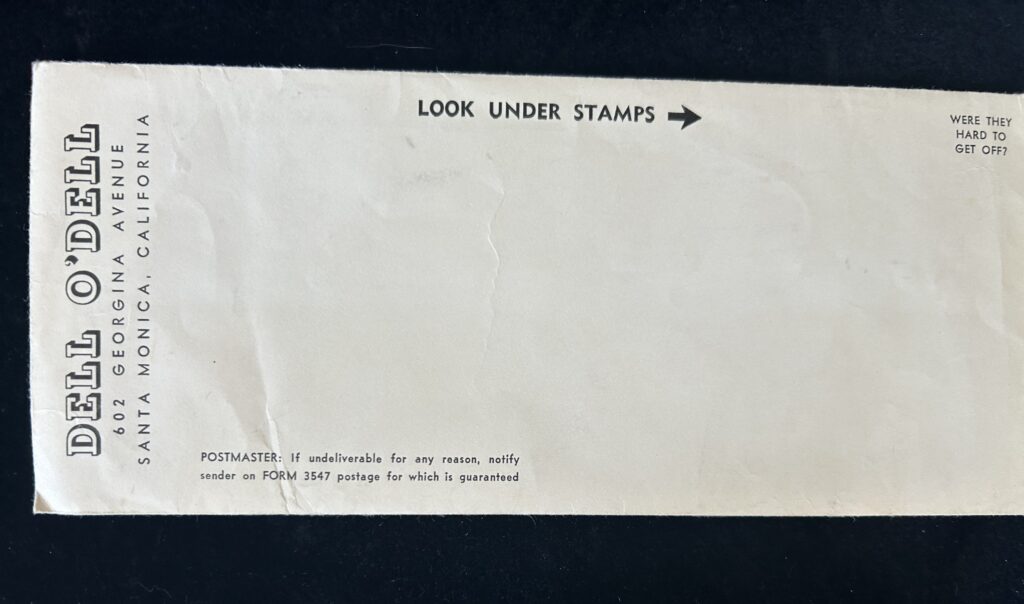 DELL O'DELL
602 GEORGINA AVENUE
SANTA MONICA, CALIFORNIA
LOOK UNDER STAMPS →
WERE THEY
HARD TO
GET OFF?
POSTMASTER: If undeliverable for any reason, notify
sender on FORM 3547 postage for which is guaranteed